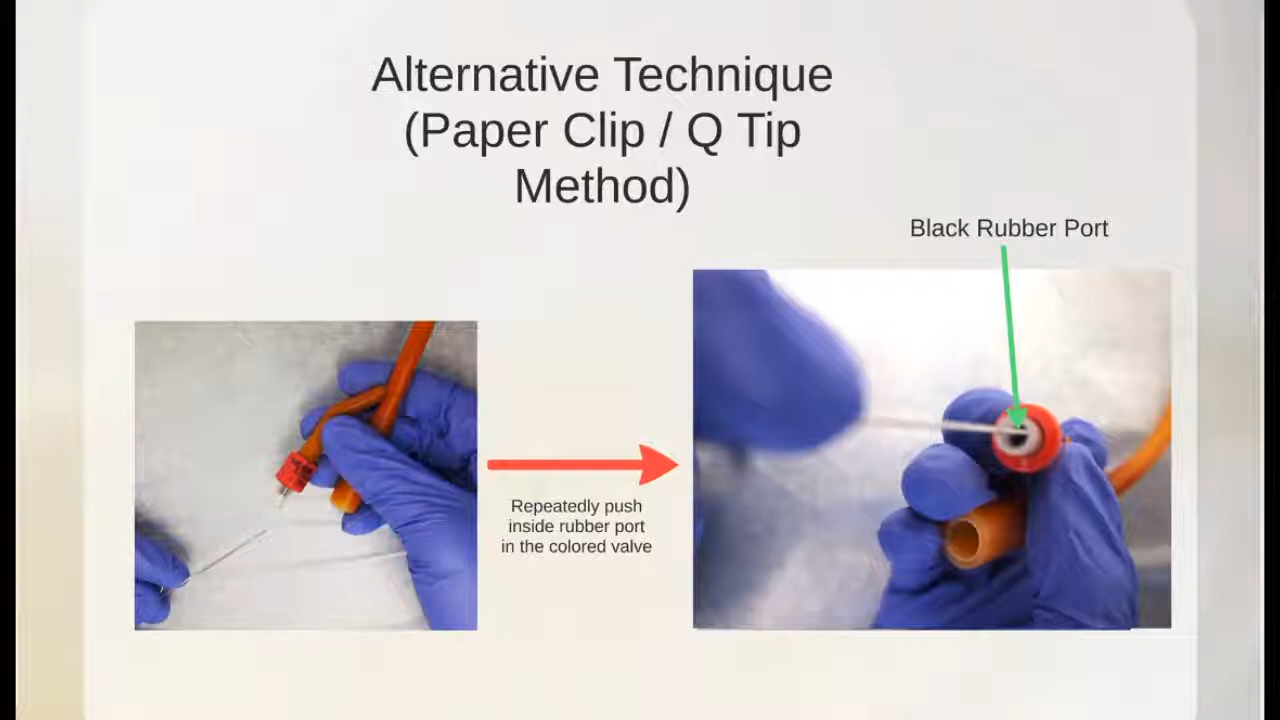 Alternative Technique
(Paper Clip / Q Tip
Method)
Black Rubber Port
Repeatedly push
inside rubber port
in the colored valve